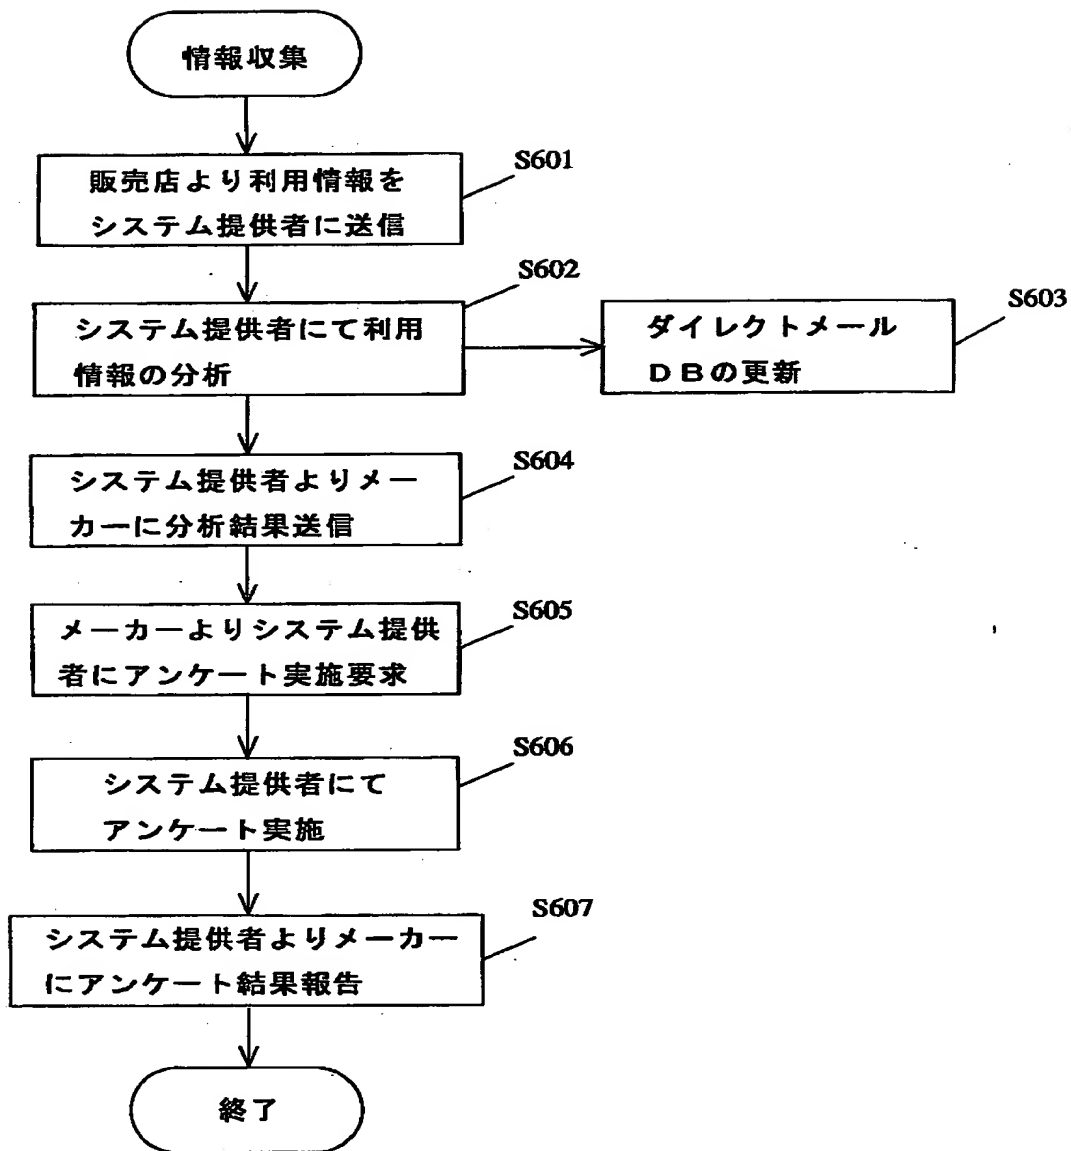 情報収集
S601
販売店より利用情報を
システム提供者に送信
S602
システム提供者にて利用
情報の分析
S603
ダイレクトメール
DBの更新
S604
システム提供者よりメー
カーに分析結果送信
S605
メーカーよりシステム提供
者にアンケート実施要求
S606
システム提供者にて
アンケート実施
S607
システム提供者よりメーカー
にアンケート結果報告
終了